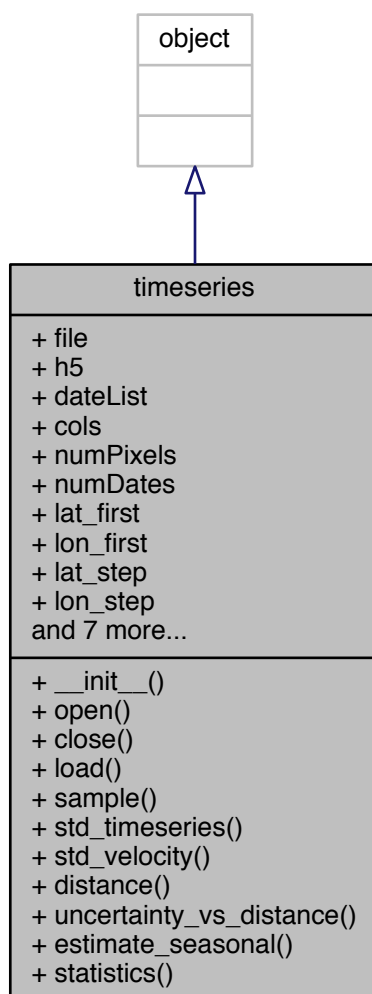 object
timeseries
+ file
+ h5
+ dateList
+ cols
+ numPixels
+ numDates
+ lat_first
+ lon_first
+ lat_step
+ lon_step
and 7 more...
+ __init__()
+ open()
+ close()
+ load()
+ sample()
+ std_timeseries()
+ std_velocity()
+ distance()
+ uncertainty_vs_distance()
+ estimate_seasonal()
+ statistics()